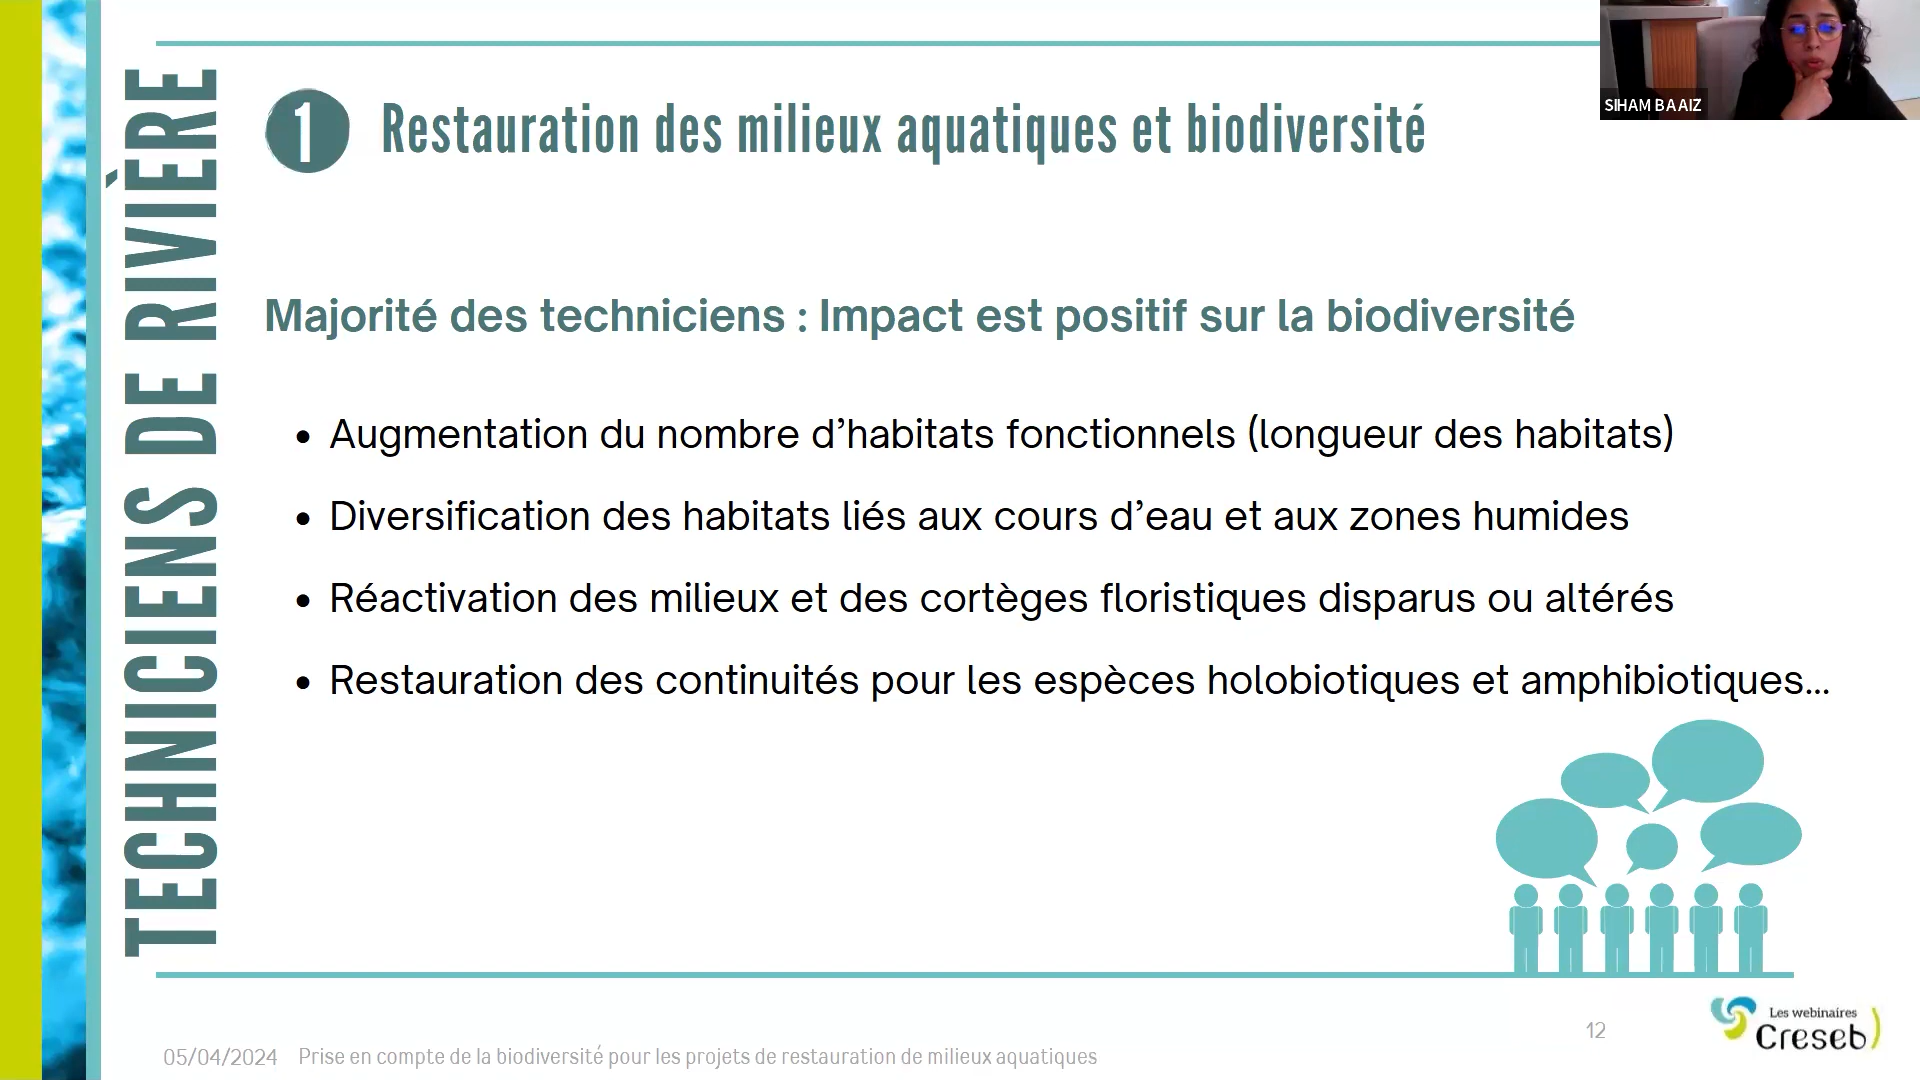 TECHNICIENS DE RIVIÈRE
1 Restauration des milieux aquatiques et biodiversité
SIHAM BAAIZ
Majorité des techniciens : Impact est positif sur la biodiversité
• Augmentation du nombre d’habitats fonctionnels (longueur des habitats)
• Diversification des habitats liés aux cours d’eau et aux zones humides
• Réactivation des milieux et des cortèges floristiques disparus ou altérés
• Restauration des continuités pour les espèces holobiotiques et amphibiotiques...
12
Les webinaires
Creseb
05/04/2024 Prise en compte de la biodiversité pour les projets de restauration de milieux aquatiques